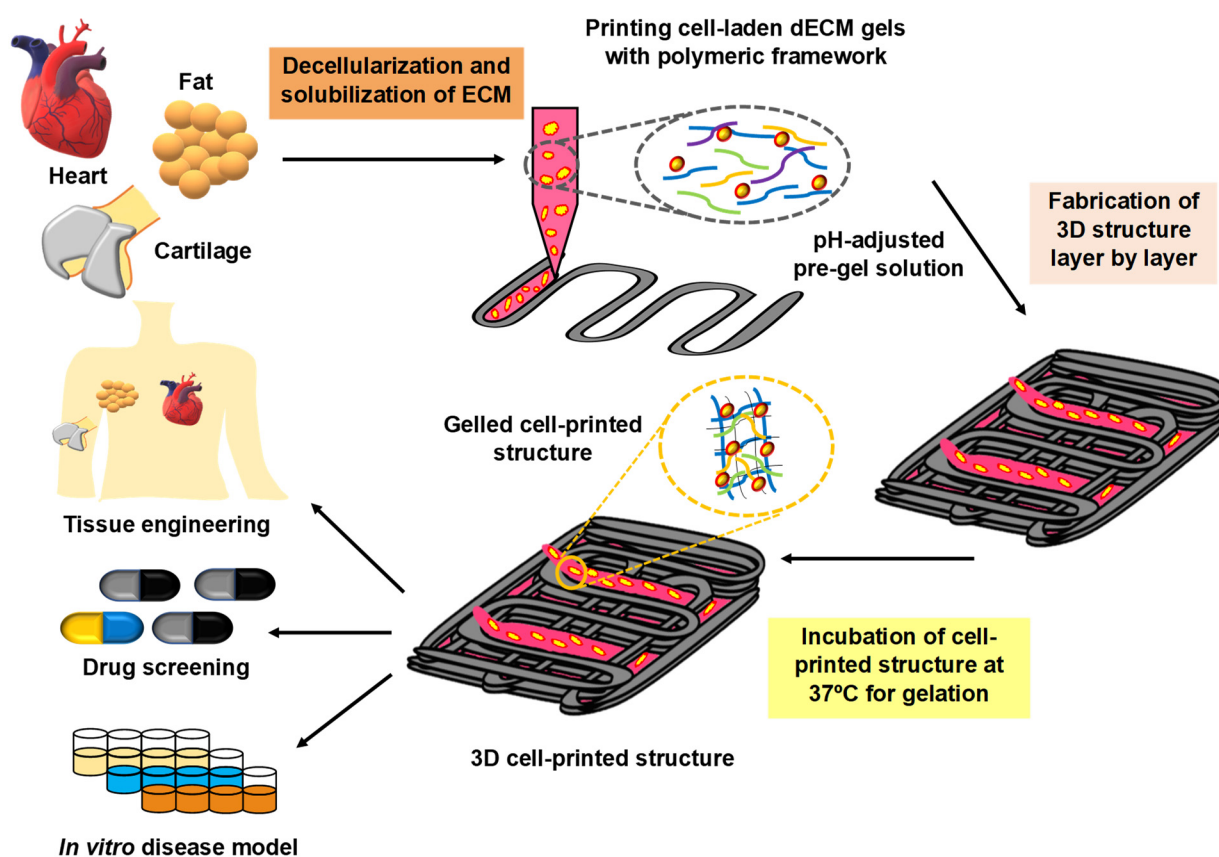 Printing cell-laden dECM gels
with polymeric framework
Decellularization and
solubilization of ECM
Fat
Heart
Cartilage
pH-adjusted
pre-gel solution
Fabrication of
3D structure
layer by layer
Gelled cell-printed
structure
Incubation of cell-
printed structure at
37ºC for gelation
3D cell-printed structure
Tissue engineering
Drug screening
In vitro disease model